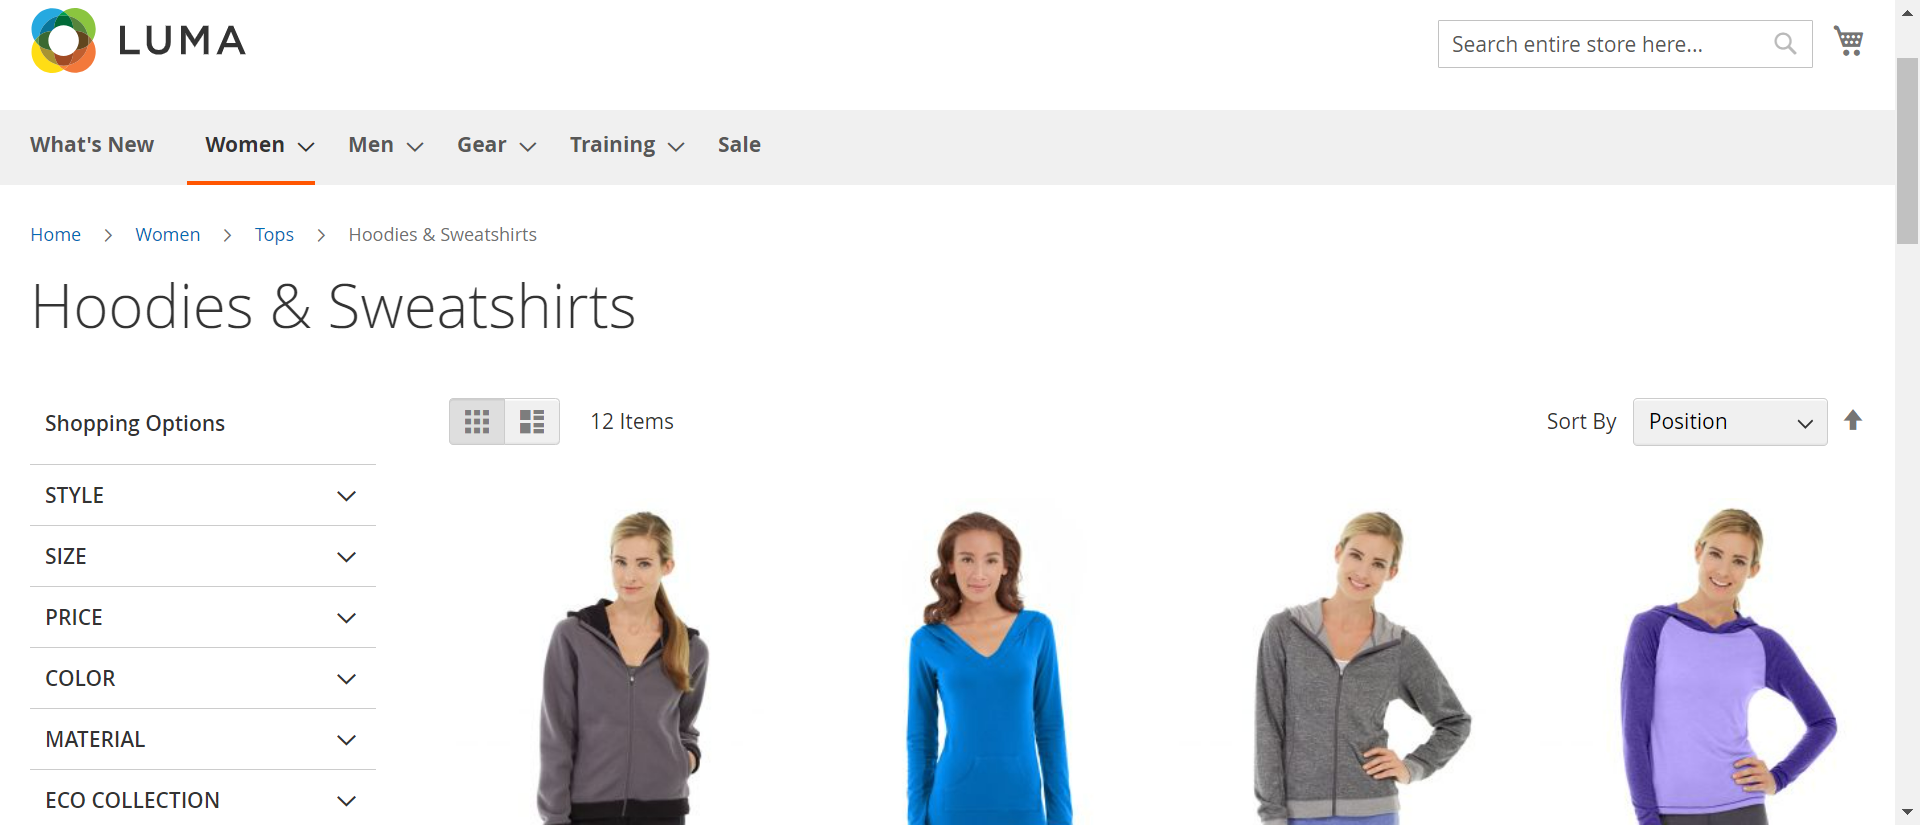 LUMA
Search entire store here...
What's New
Women
Men
Gear
Training
Sale
Home
Women
Tops
Hoodies & Sweatshirts
Hoodies & Sweatshirts
Shopping Options
12 Items
Sort By
Position
STYLE
SIZE
PRICE
COLOR
MATERIAL
ECO COLLECTION